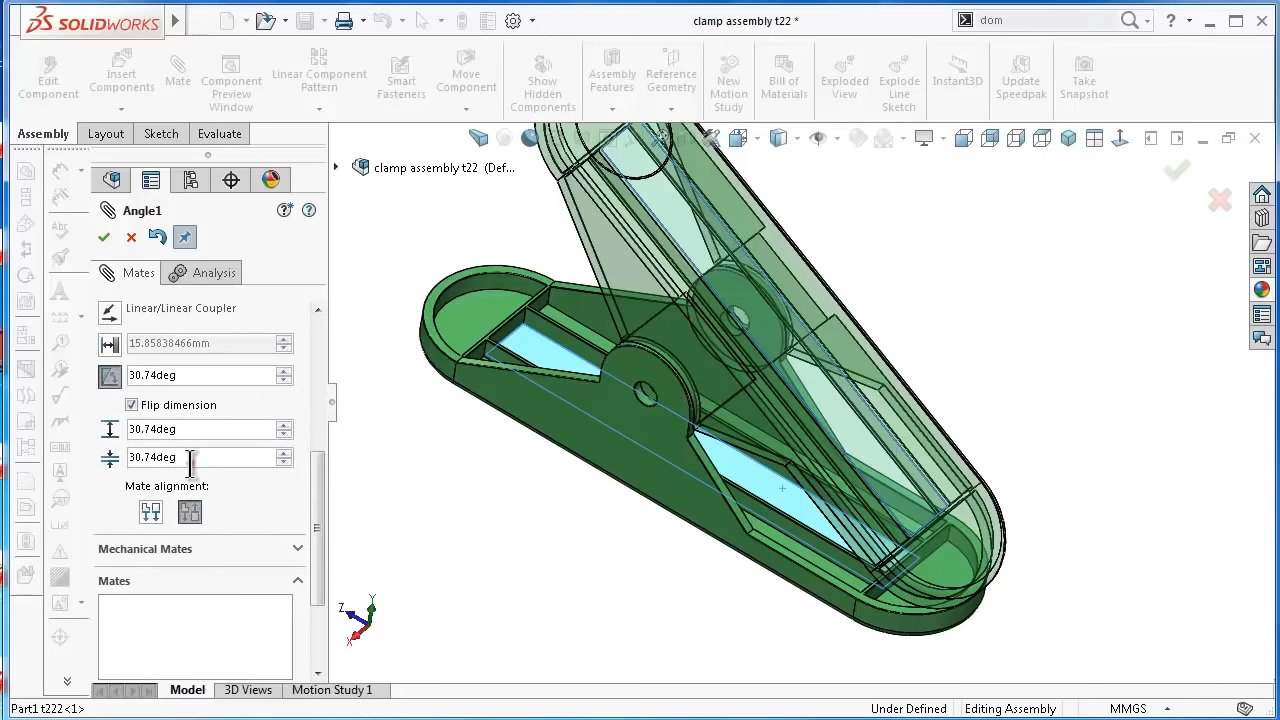 SOLIDWORKS
clamp assembly t22 *
dom
Edit Component
Insert Components
Mate
Component Preview Window
Linear Component Pattern
Smart Fasteners
Move Component
Show Hidden Components
Assembly Features
Reference Geometry
New Motion Study
Bill of Materials
Exploded View
Explode Line Sketch
Instant3D
Update Speedpak
Take Snapshot
Assembly
Layout
Sketch
Evaluate
clamp assembly t22 (Def...
Angle1
Mates
Analysis
Linear/Linear Coupler
15.85838466mm
30.74deg
Flip dimension
30.74deg
30.74deg
Mate alignment:
Mechanical Mates
Mates
Y
Z
X
Model
3D Views
Motion Study 1
Part1 t222<1>
Under Defined
Editing Assembly
MMGS